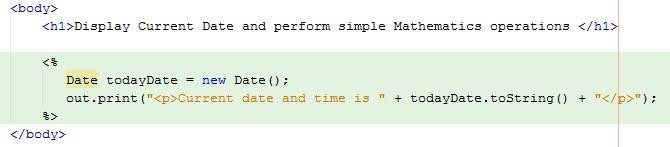 <body>
<h1>Display Current Date and perform simple Mathematics operations </h1>
<%
Date todayDate = new Date();
out.print("<p>Current date and time is " + todayDate.toString() + "</p>");
%>
</body>